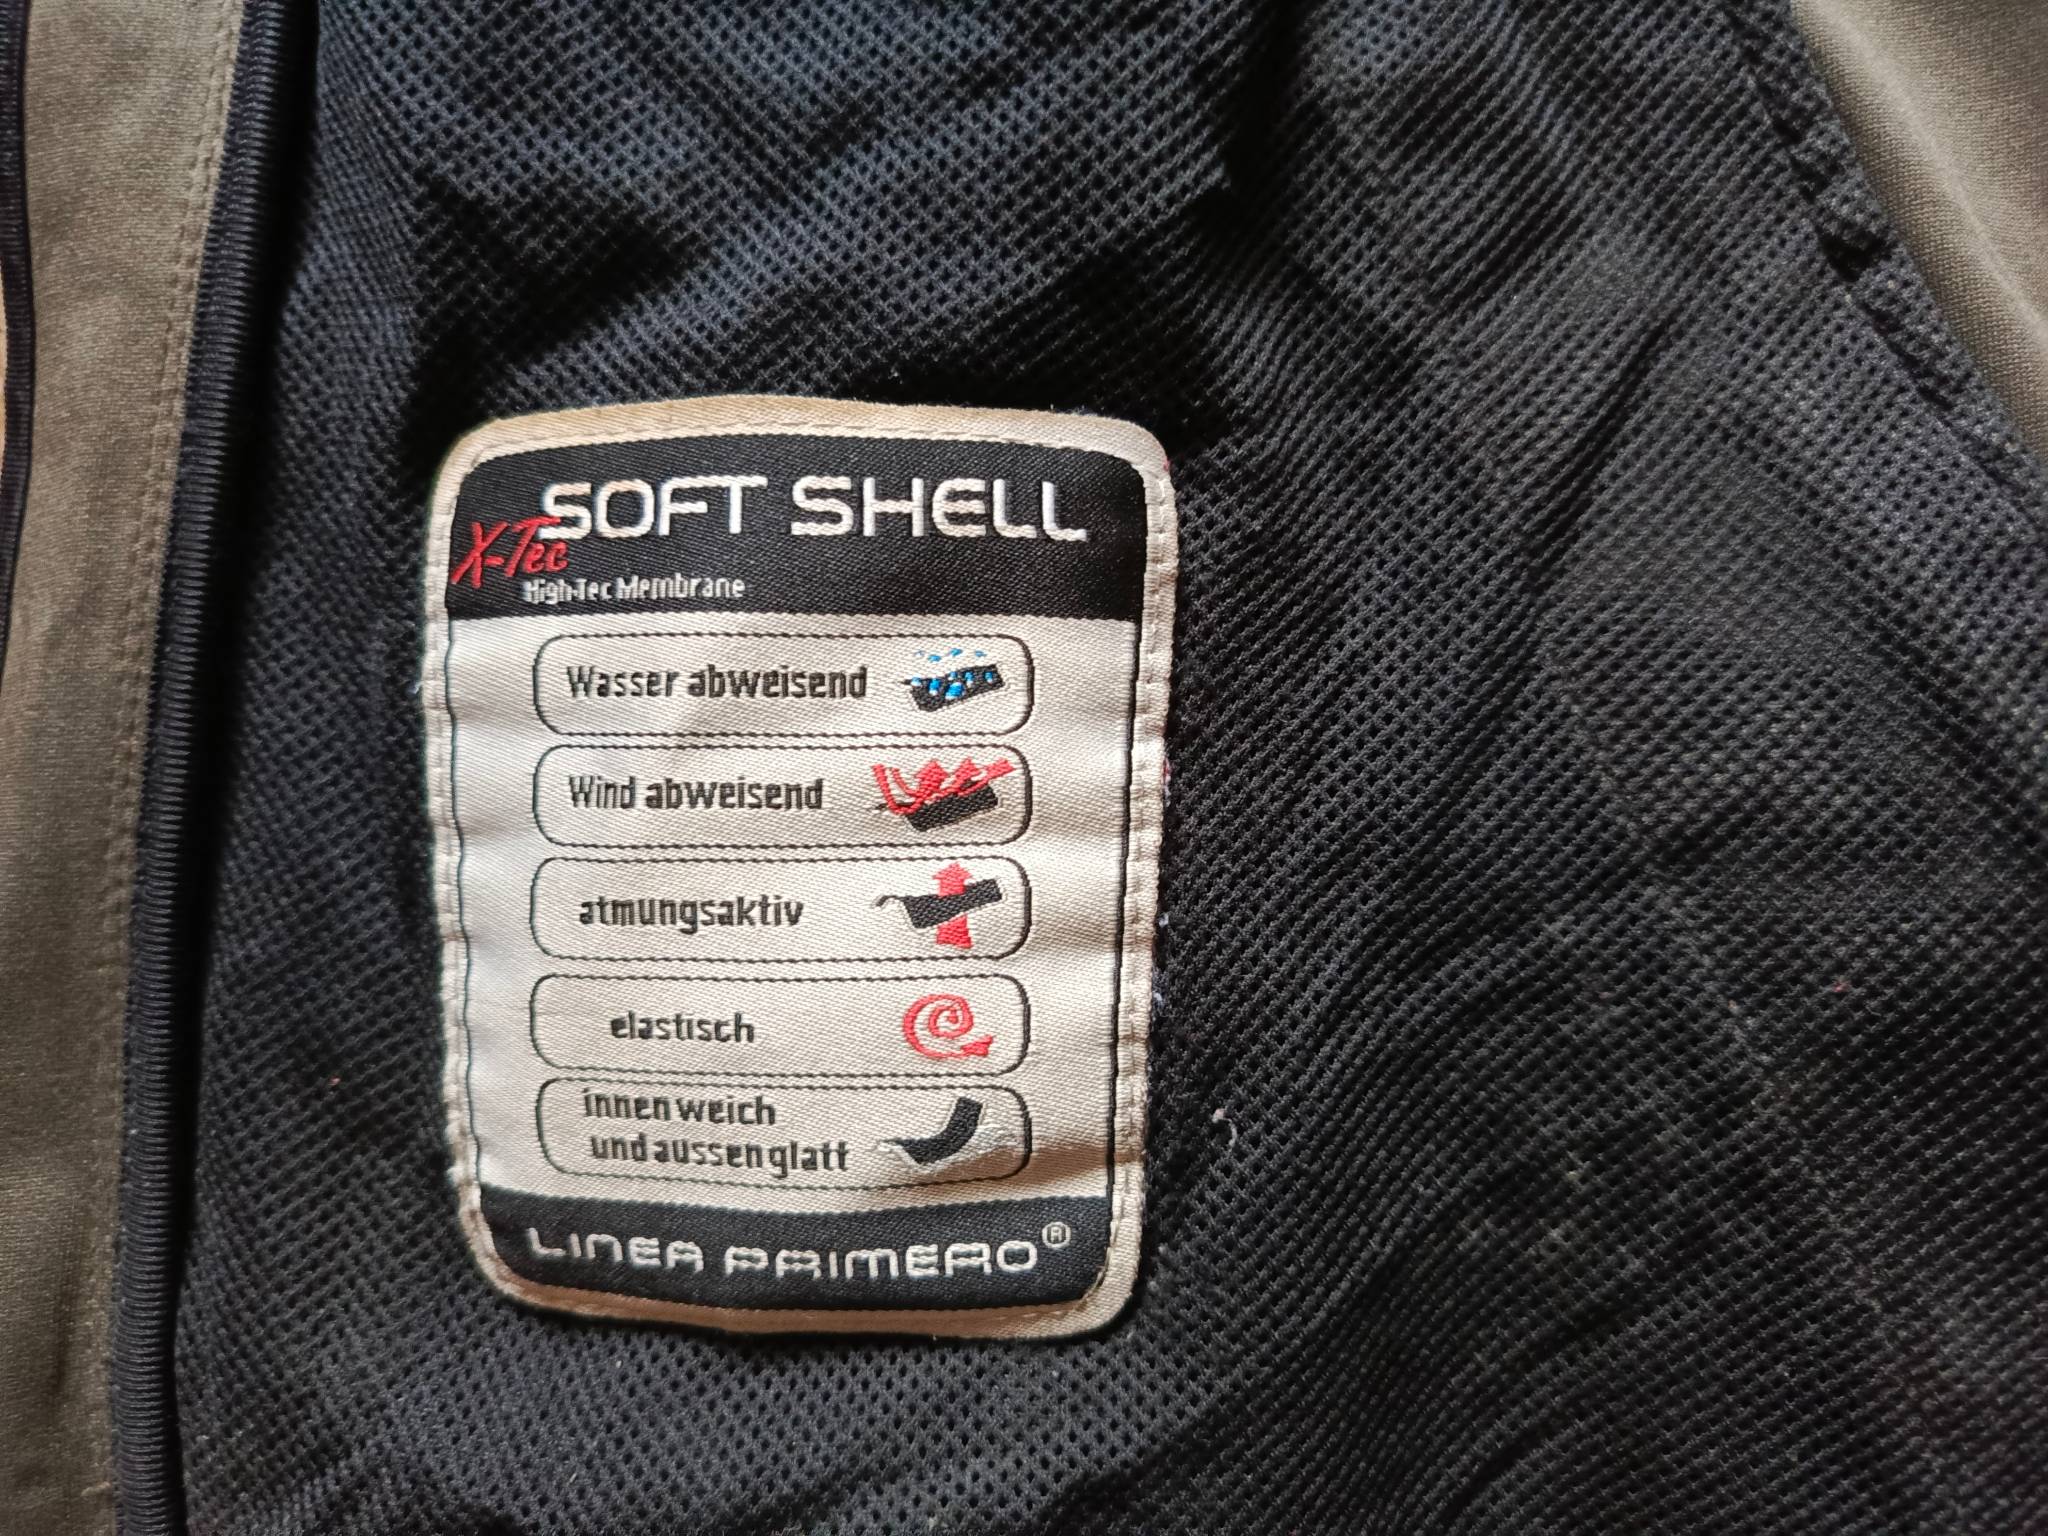 SOFT SHELL
X-Tec
High-Tec Membrane
Wasser abweisend
Wind abweisend
atmungsaktiv
elastisch
innen weich
und aussen glatt
LINEA PRIMERO®